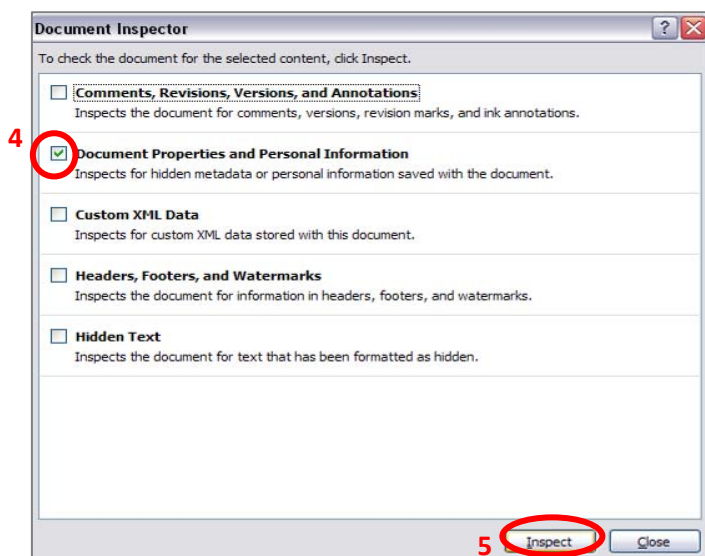 Document Inspector
To check the document for the selected content, click Inspect.
Comments, Revisions, Versions, and Annotations
Inspects the document for comments, versions, revision marks, and ink annotations.
4
Document Properties and Personal Information
Inspects for hidden metadata or personal information saved with the document.
Custom XML Data
Inspects for custom XML data stored with this document.
Headers, Footers, and Watermarks
Inspects the document for information in headers, footers, and watermarks.
Hidden Text
Inspects the document for text that has been formatted as hidden.
5 Inspect Close